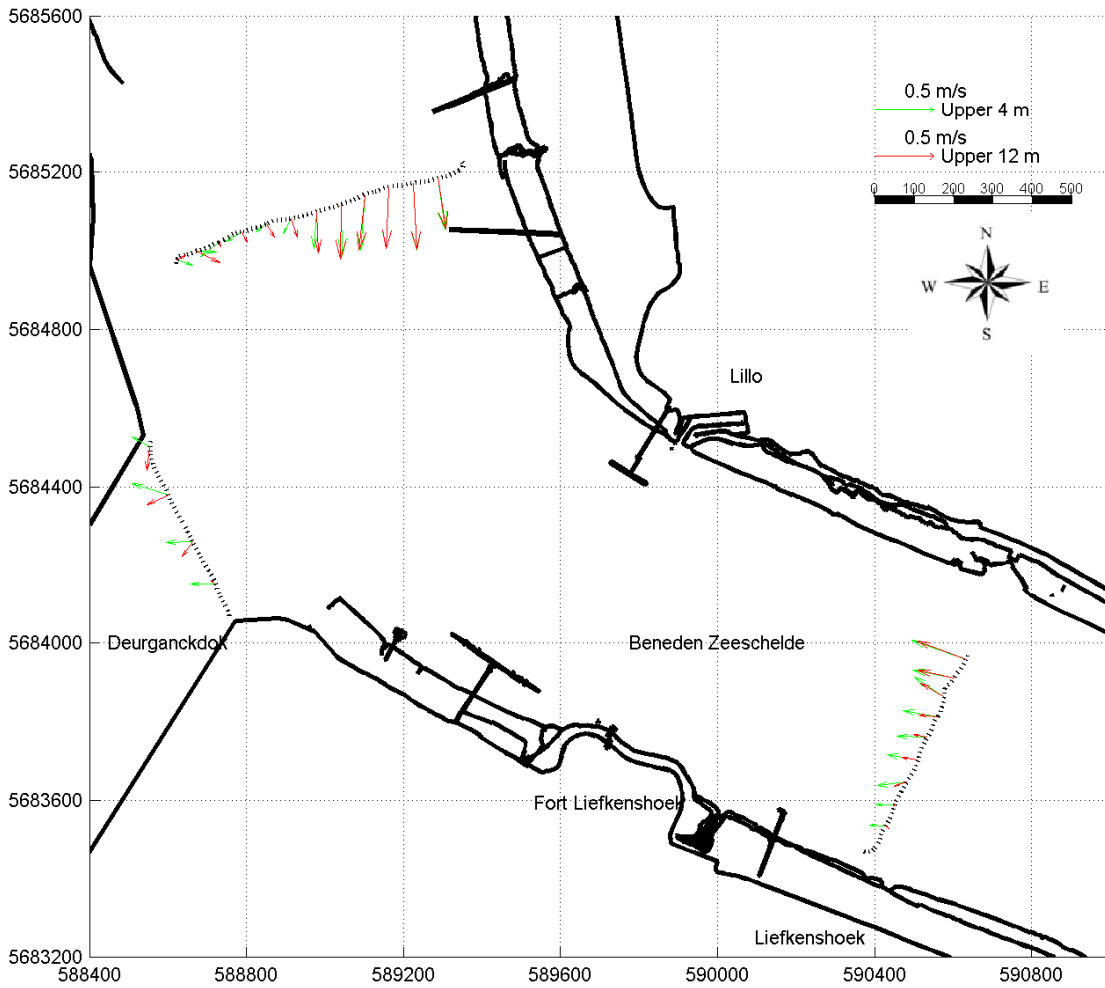 5685600
5685200
5684800
5684400
5684000
5683600
5683200
0.5 m/s
Upper 4 m
0.5 m/s
Upper 12 m
0 100 200 300 400 500
N
W E
S
Lillo
Deurganckdok
Beneden Zeeschelde
Fort Liefkenshoek
Liefkenshoek
588400 588800 589200 589600 590000 590400 590800